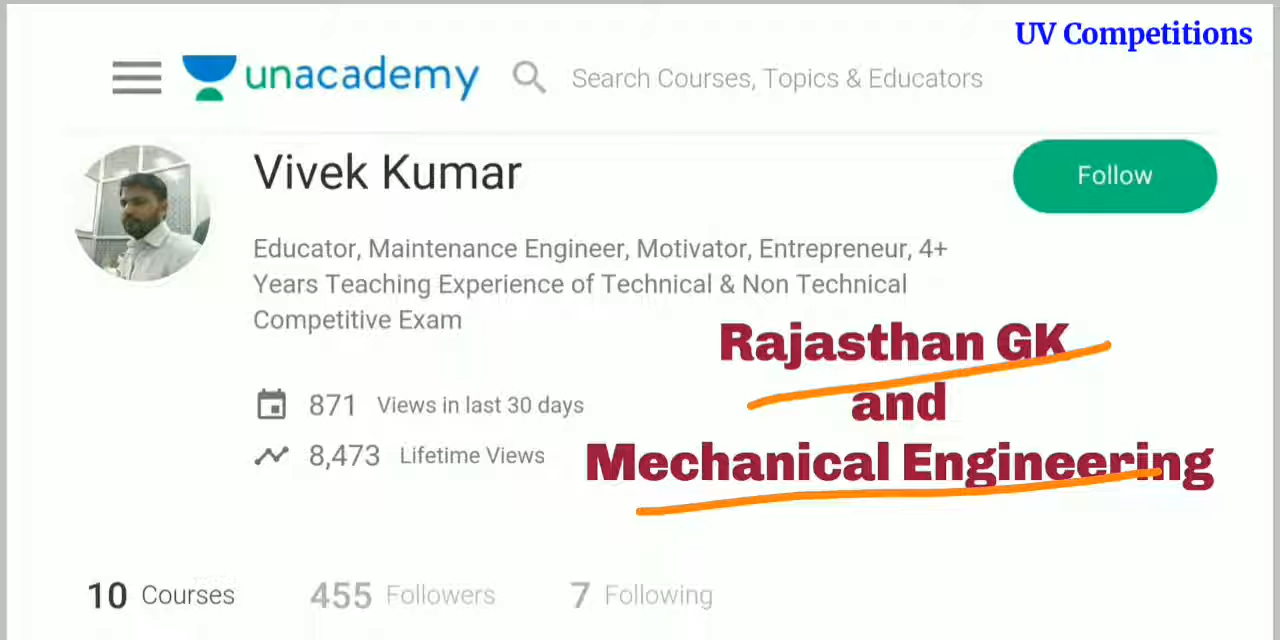 UV Competitions
unacademy
Search Courses, Topics & Educators
Vivek Kumar
Follow
Educator, Maintenance Engineer, Motivator, Entrepreneur, 4+
Years Teaching Experience of Technical & Non Technical
Competitive Exam
Rajasthan GK
and
Mechanical Engineering
871 Views in last 30 days
8,473 Lifetime Views
10 Courses 455 Followers 7 Following